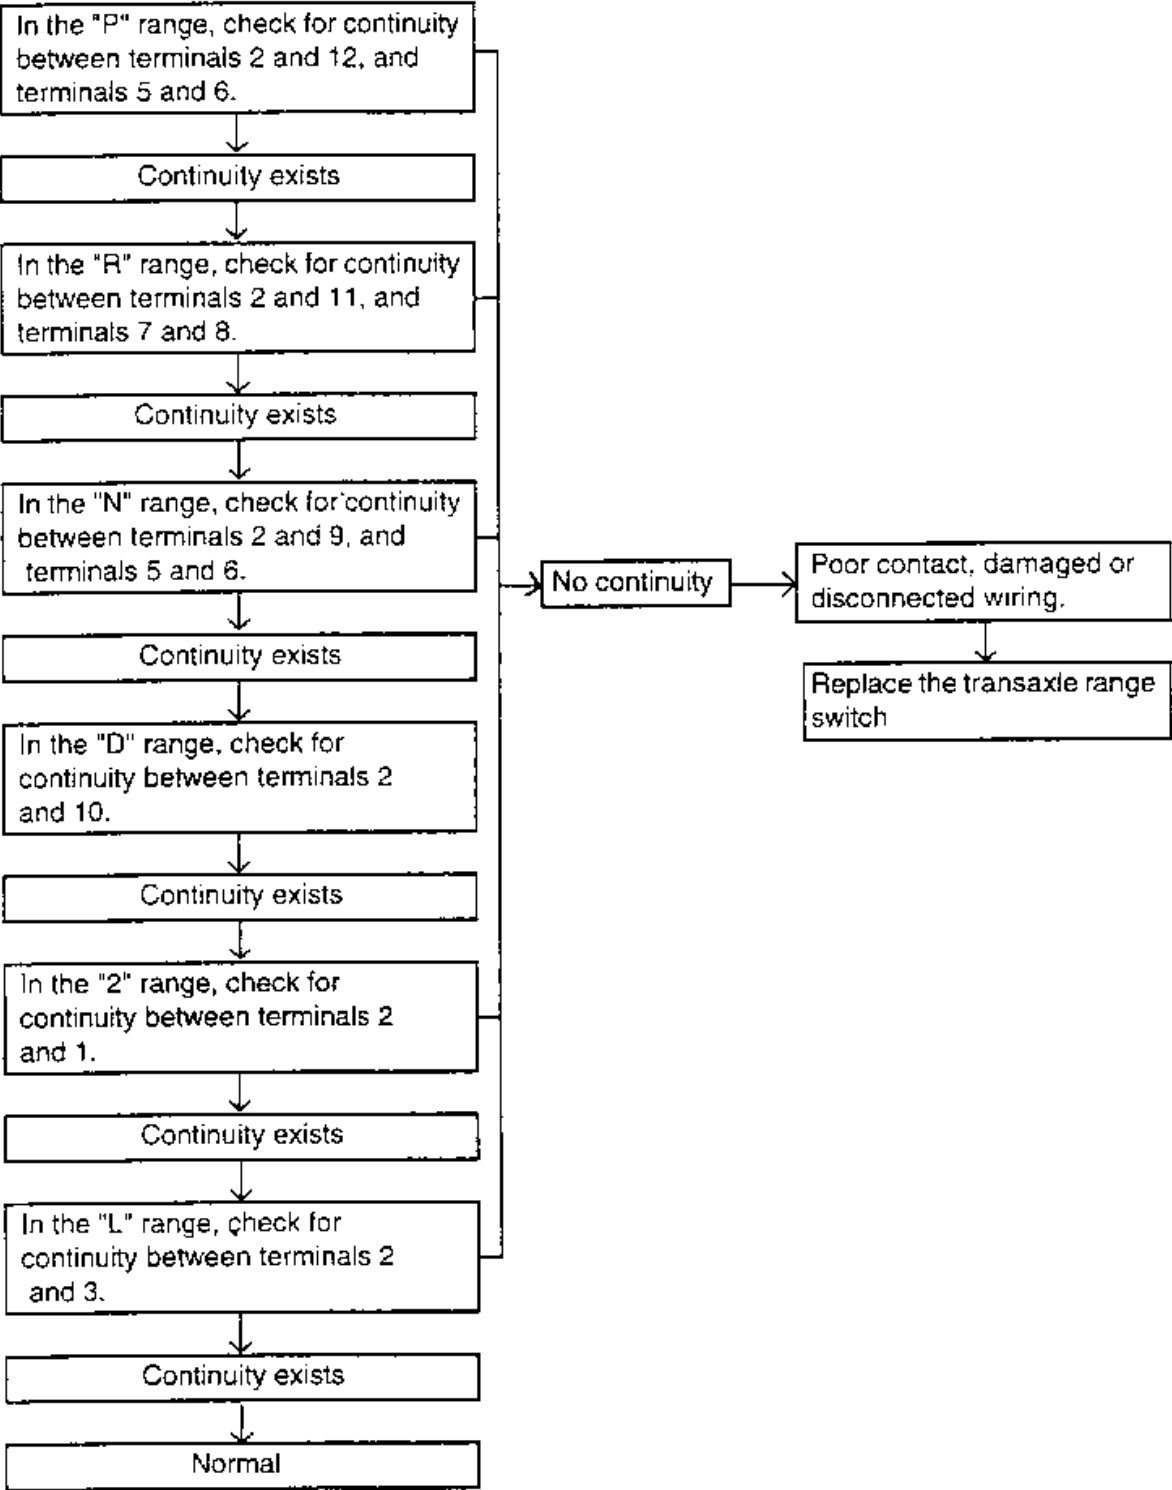 In the "P" range, check for continuity
between terminals 2 and 12, and
terminals 5 and 6.
Continuity exists
In the "R" range, check for continuity
between terminals 2 and 11, and
terminals 7 and 8.
Continuity exists
In the "N" range, check for continuity
between terminals 2 and 9, and
terminals 5 and 6.
Continuity exists
In the "D" range, check for
continuity between terminals 2
and 10.
Continuity exists
In the "2" range, check for
continuity between terminals 2
and 1.
Continuity exists
In the "L" range, check for
continuity between terminals 2
and 3.
Continuity exists
Normal
No continuity
Poor contact, damaged or
disconnected wiring.
Replace the transaxle range
switch